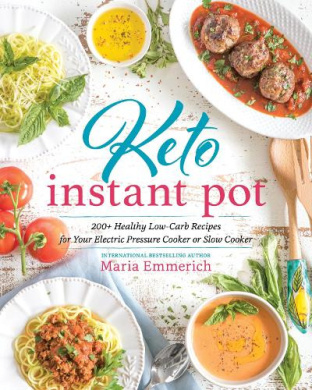 Keto
instant pot
200+ Healthy Low-Carb Recipes
for Your Electric Pressure Cooker or Slow Cooker
INTERNATIONAL BESTSELLING AUTHOR
Maria Emmerich